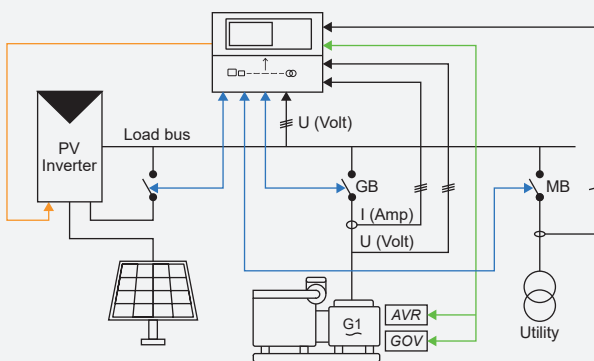 U (Volt)
Load bus
PV
Inverter
GB
MB
I (Amp)
U (Volt)
G1
AVR
GOV
Utility